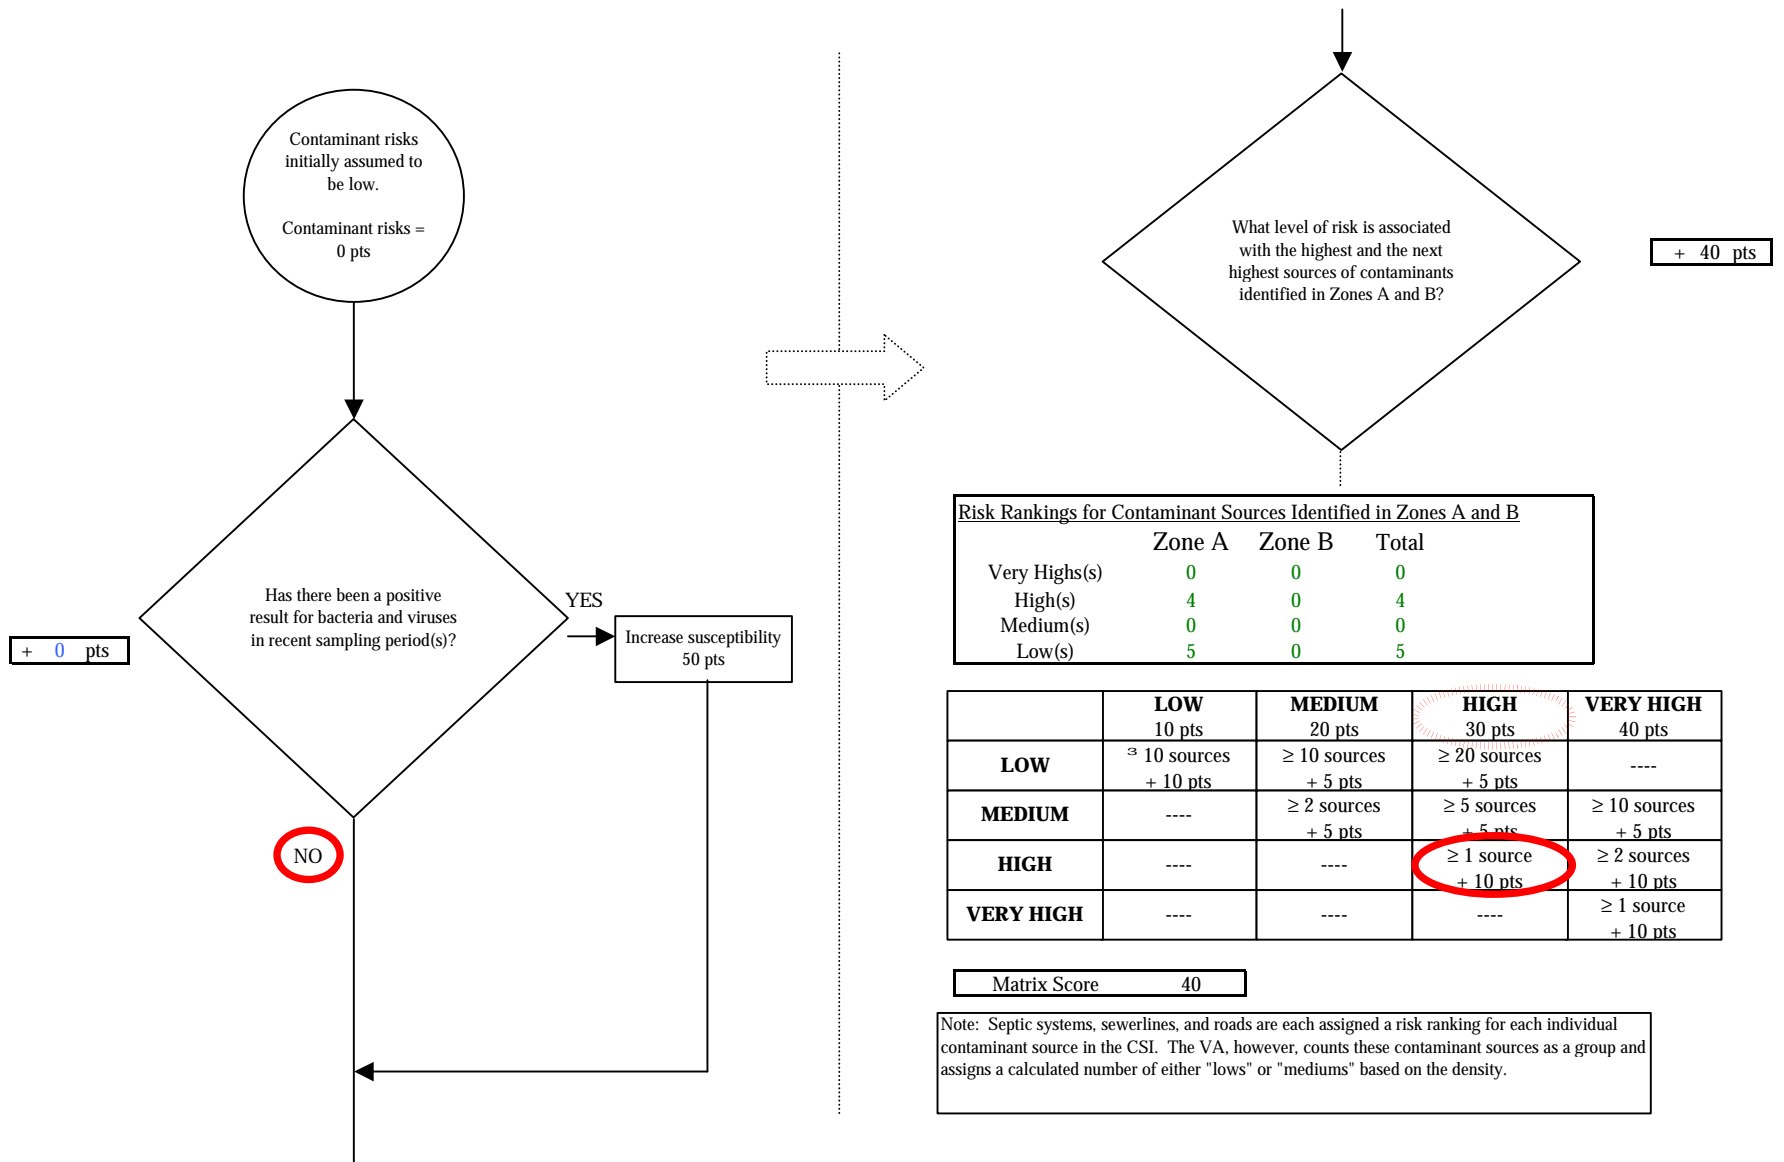 Contaminant risks
initially assumed to
be low.
Contaminant risks =
0 pts
Has there been a positive
result for bacteria and viruses
in recent sampling period(s)?
+ 0 pts
YES
Increase susceptibility
50 pts
NO
What level of risk is associated
with the highest and the next
highest sources of contaminants
identified in Zones A and B?
+ 40 pts
Risk Rankings for Contaminant Sources Identified in Zones A and B
Zone A Zone B Total
Very Highs(s) 0 0 0
High(s) 4 0 4
Medium(s) 0 0 0
Low(s) 5 0 5
LOW MEDIUM HIGH VERY HIGH
10 pts 20 pts 30 pts 40 pts
LOW ³ 10 sources ≥ 10 sources ≥ 20 sources ----
+ 10 pts + 5 pts + 5 pts
MEDIUM ---- ≥ 2 sources ≥ 5 sources ≥ 10 sources
+ 5 pts + 5 pts + 5 pts
HIGH ---- ---- ≥ 1 source ≥ 2 sources
+ 10 pts + 10 pts
VERY HIGH ---- ---- ---- ≥ 1 source
+ 10 pts
Matrix Score 40
Note: Septic systems, sewerlines, and roads are each assigned a risk ranking for each individual
contaminant source in the CSI. The VA, however, counts these contaminant sources as a group and
assigns a calculated number of either "lows" or "mediums" based on the density.